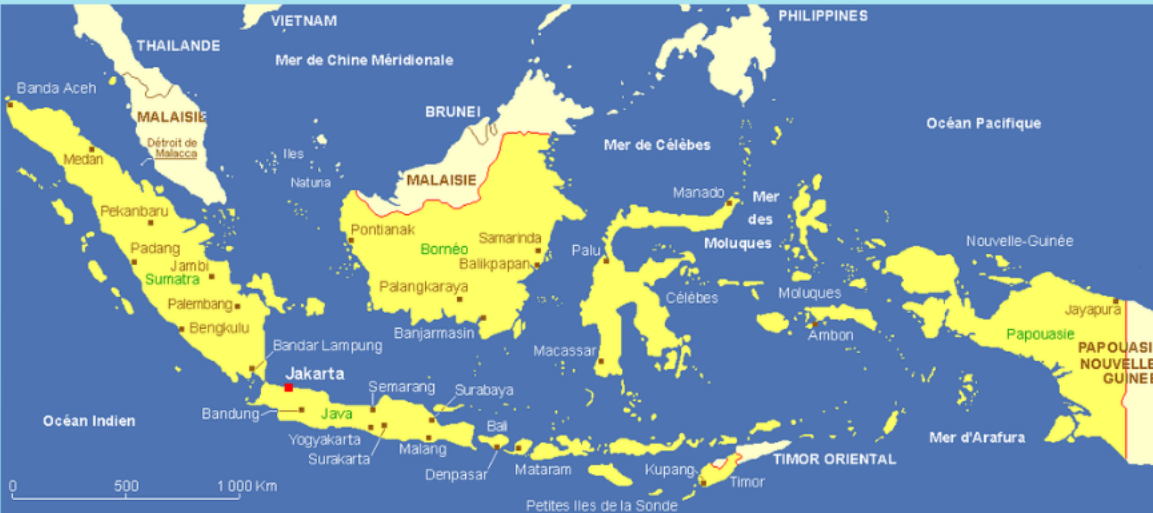 PHILIPPINES
VIETNAM
THAILANDE
Mer de Chine Méridionale
Banda Aceh
BRUNEI
MALAISIE
Océan Pacifique
Détroit de
Malacca
Mer de Célèbes
Medan
Iles
Natuna
MALAISIE
Manado
Mer
des
Moluques
Pekanbaru
Pontianak
Bornéo
Samarinda
Palu
Nouvelle-Guinée
Padang
Jambi
Sumatra
Balikpapan
Palangkaraya
Célèbes
Moluques
Palembang
Jayapura
Bengkulu
Banjarmasin
Ambon
Papouasie
Bandar Lampung
Macassar
PAPOUASI
NOUVELLE
GUINEE
Jakarta
Semarang
Surabaya
Océan Indien
Bandung
Java
Bali
Yogyakarta
Surakarta
Malang
Mer d'Arafura
Denpasar
Mataram
Kupang
TIMOR ORIENTAL
Timor
0 500 1 000 Km
Petites Iles de la Sonde